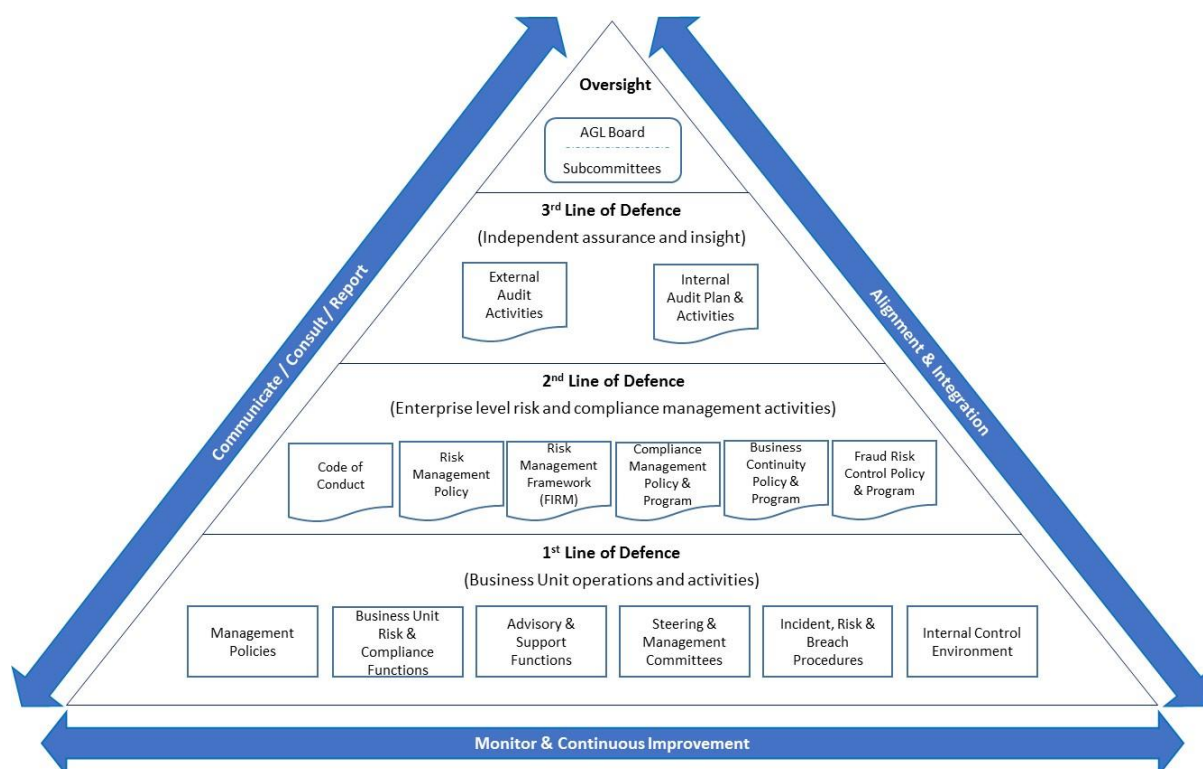 Oversight
AGL Board
Subcommittees
3rd Line of Defence
(Independent assurance and insight)
External
Audit
Activities
Internal
Audit Plan &
Activities
2nd Line of Defence
(Enterprise level risk and compliance management activities)
Code of
Conduct
Risk
Management
Policy
Risk
Management
Framework
(FIRM)
Compliance
Management
Policy &
Program
Business
Continuity
Policy &
Program
Fraud Risk
Control Policy
& Program
1st Line of Defence
(Business Unit operations and activities)
Management
Policies
Business Unit
Risk &
Compliance
Functions
Advisory &
Support
Functions
Steering &
Management
Committees
Incident, Risk &
Breach
Procedures
Internal Control
Environment
Communicate / Consult / Report
Alignment & Integration
Monitor & Continuous Improvement